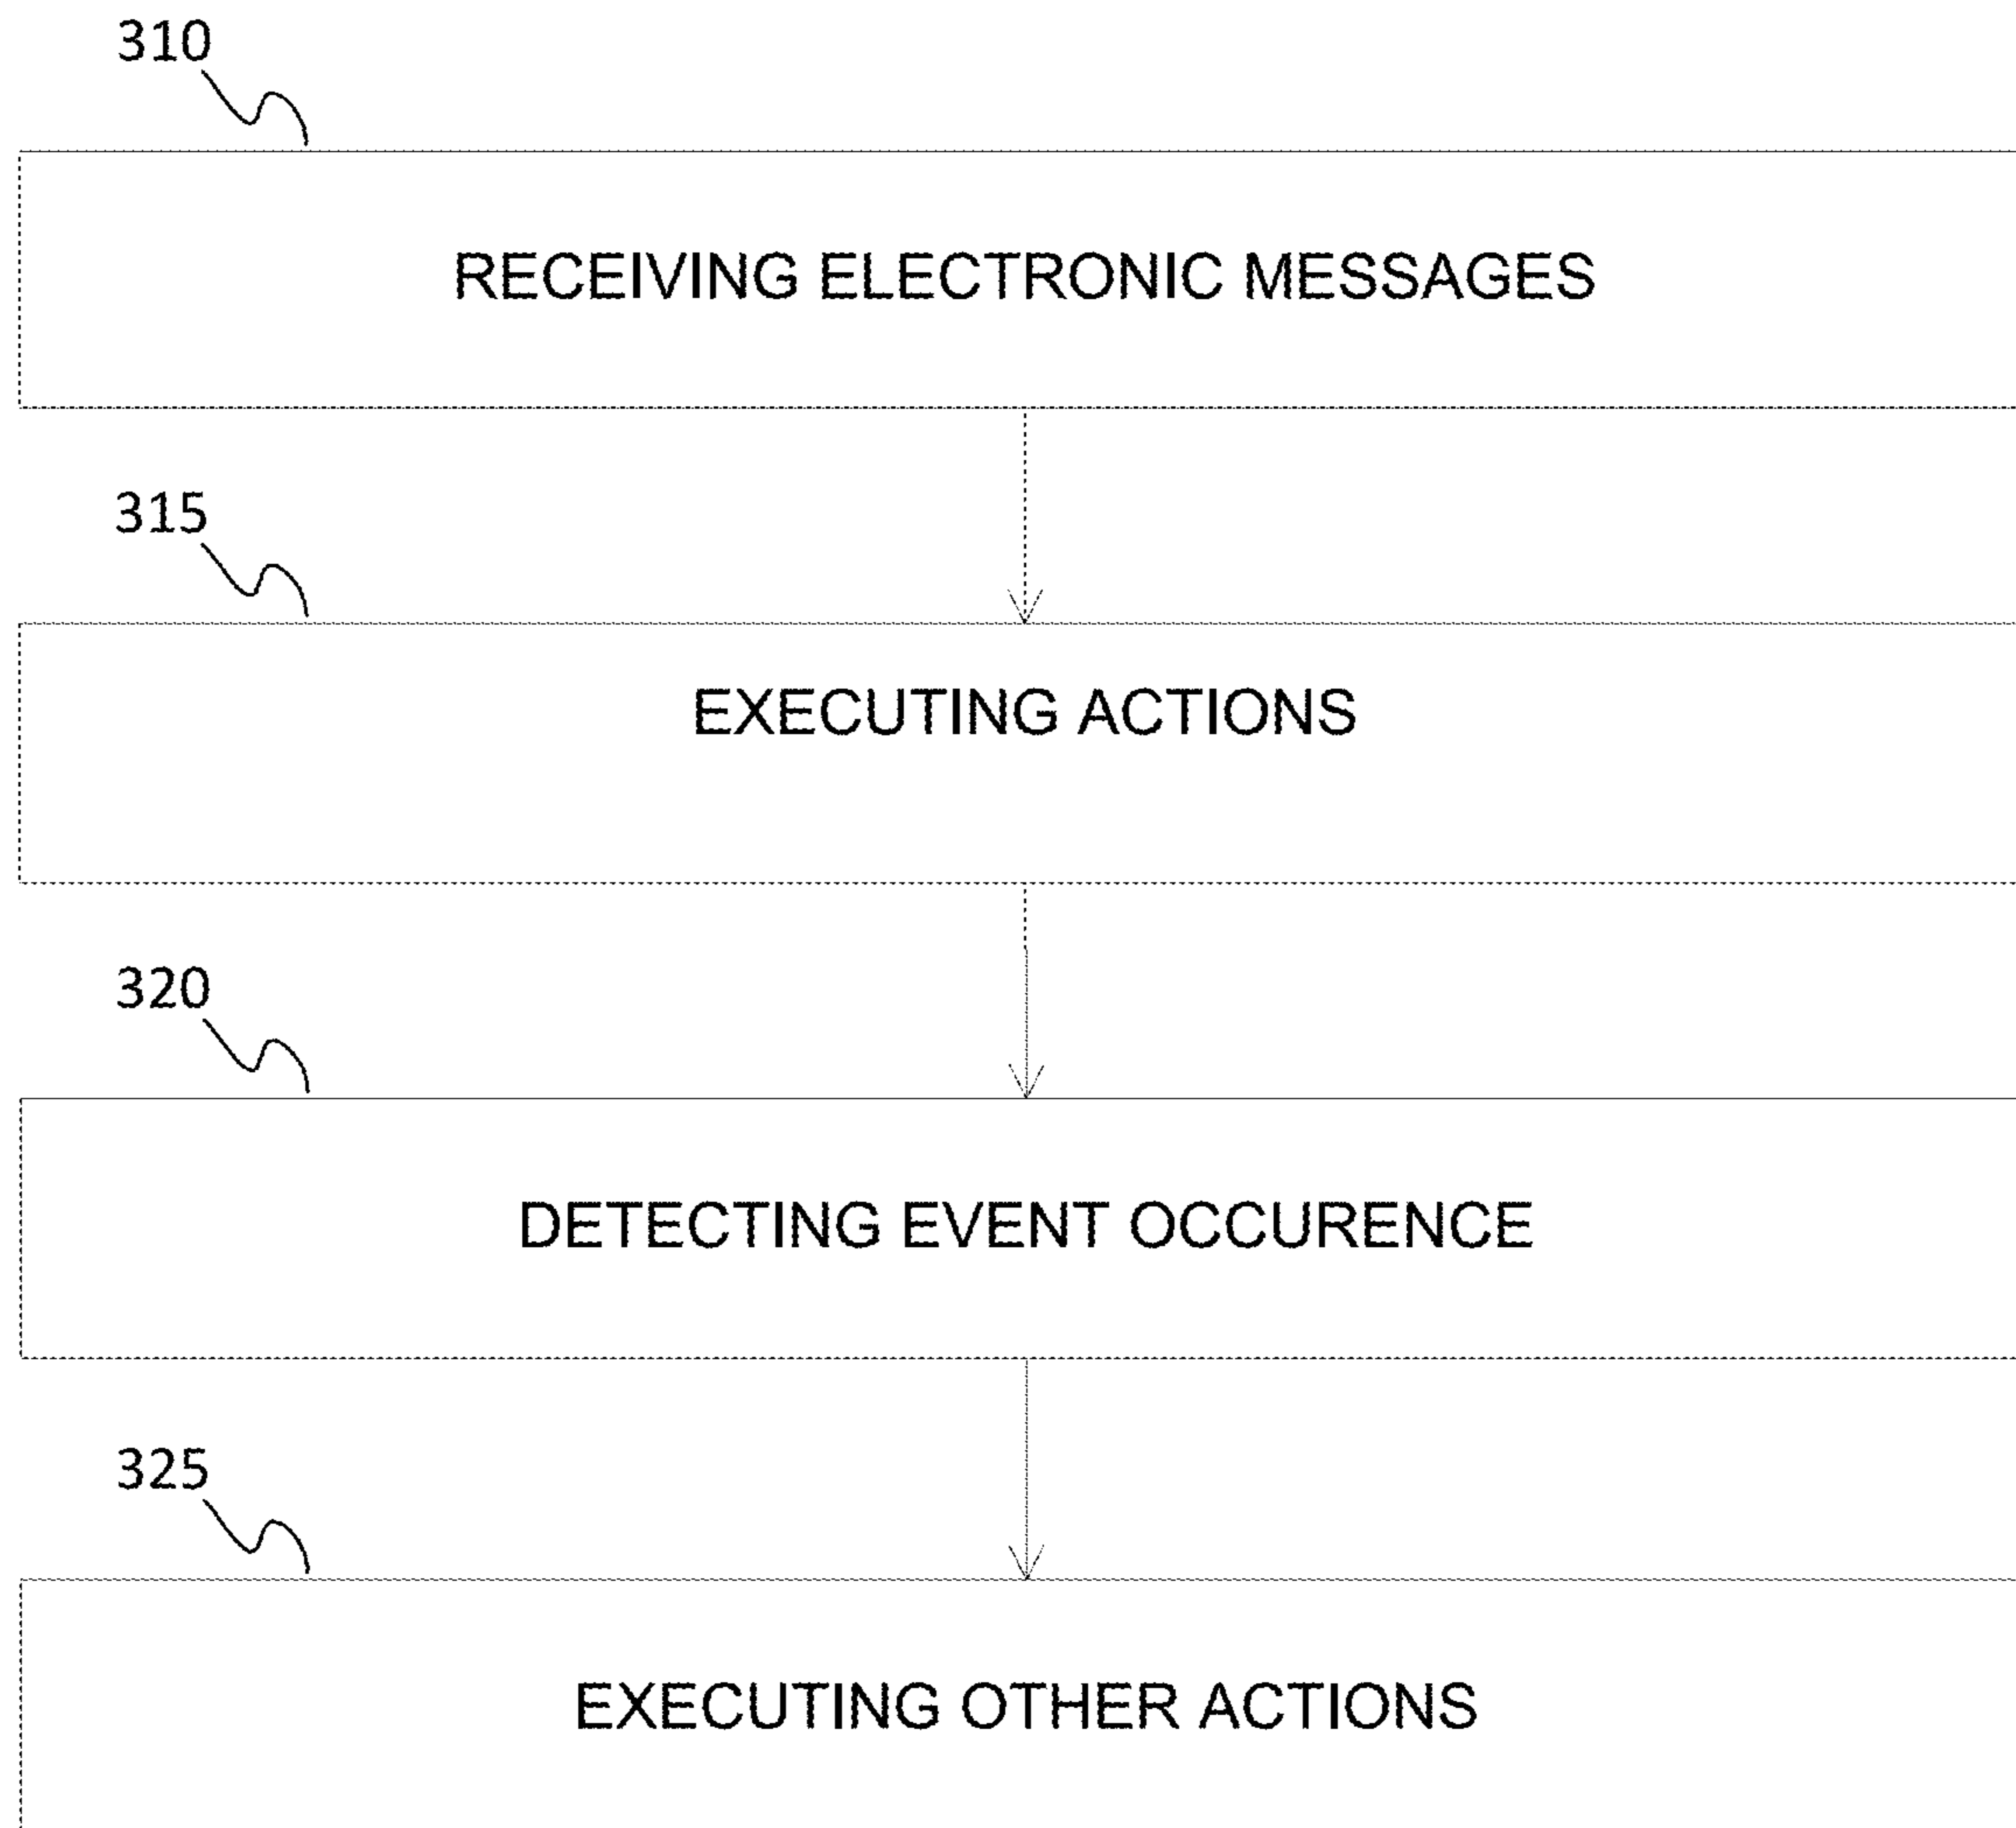 310
RECEIVING ELECTRONIC MESSAGES
315
EXECUTING ACTIONS
320
DETECTING EVENT OCCURENCE
325
EXECUTING OTHER ACTIONS